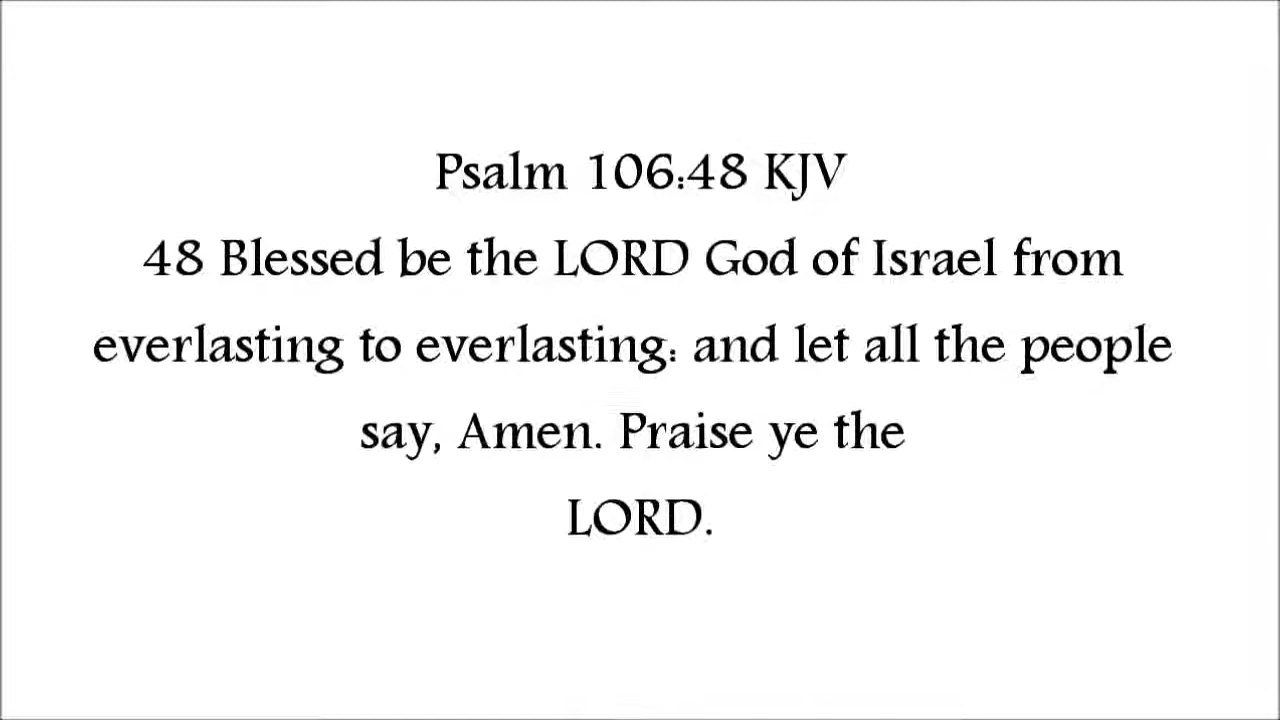 Psalm 106:48 KJV
48 Blessed be the LORD God of Israel from
everlasting to everlasting: and let all the people
say, Amen. Praise ye the
LORD.